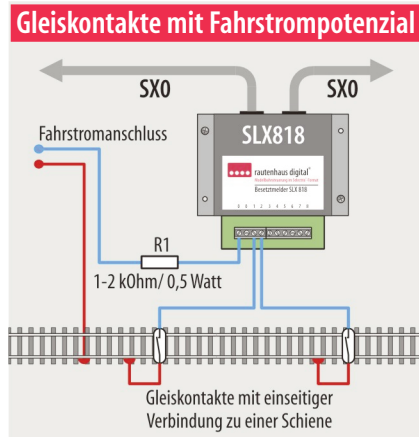 Gleiskontakte mit Fahrstrompotenzial
SX0
SX0
Fahrstromanschluss
SLX818
rautenhaus digital®
Besetztmelder SLX 818
R1
1-2 kOhm/ 0,5 Watt
Gleiskontakte mit einseitiger
Verbindung zu einer Schiene